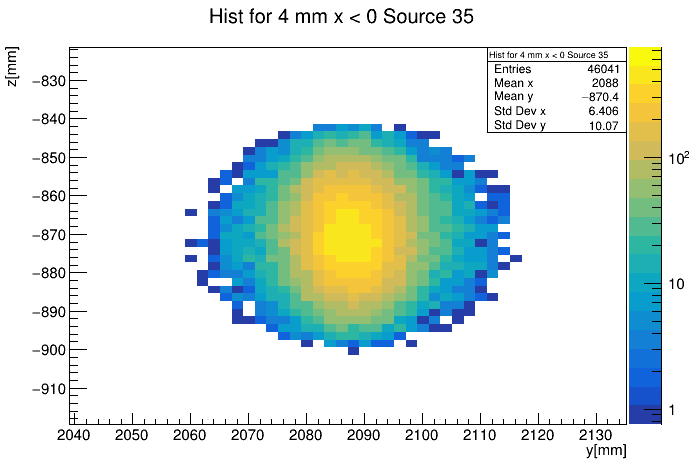 Hist for 4 mm x < 0 Source 35
z[mm]
Hist for 4 mm x < 0 Source 35
Entries 46041
Mean x 2088
Mean y −870.4
Std Dev x 6.406
Std Dev y 10.07
−830
−840
−850
−860
−870
−880
−890
−900
−910
10²
10
1
2040 2050 2060 2070 2080 2090 2100 2110 2120 2130
y[mm]